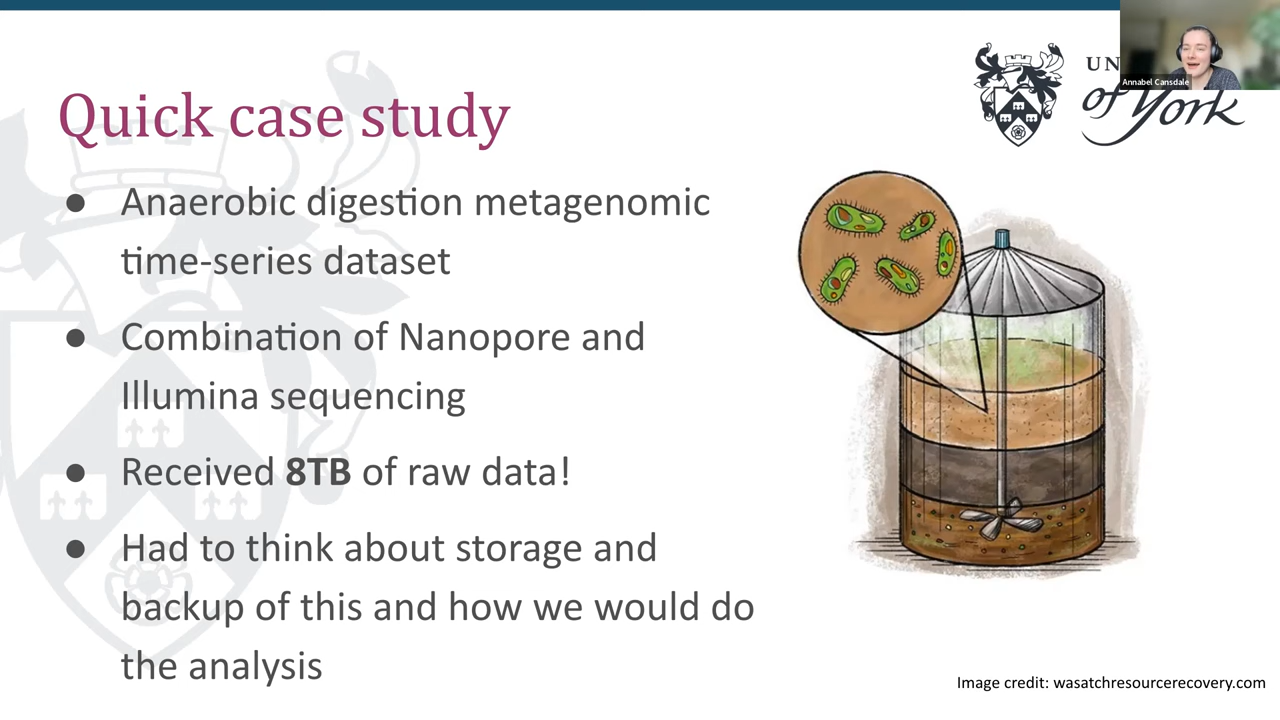 Annabel Cansdale
UN
of York
Quick case study
● Anaerobic digestion metagenomic
time-series dataset
● Combination of Nanopore and
Illumina sequencing
● Received 8TB of raw data!
● Had to think about storage and
backup of this and how we would do
the analysis
Image credit: wasatchresourcerecovery.com